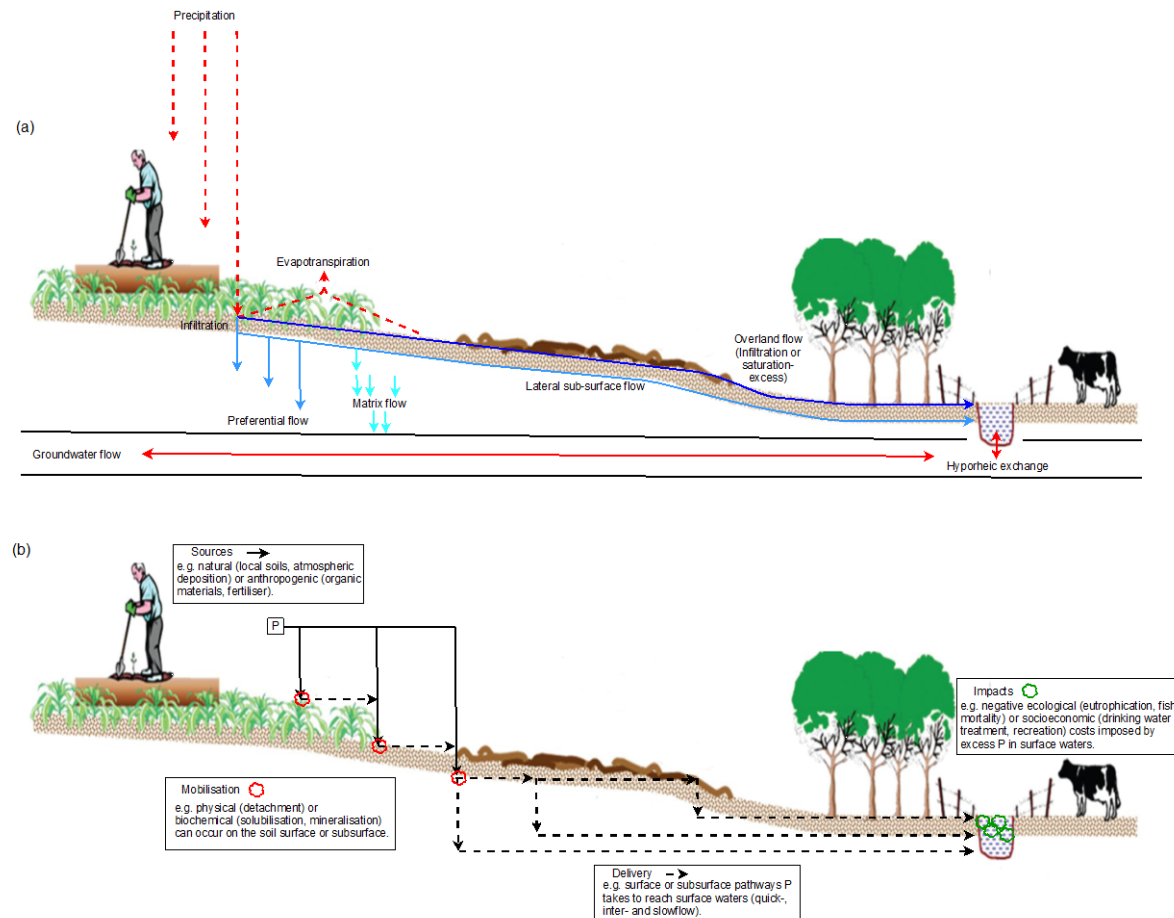 Precipitation
(a)
Evapotranspiration
Infiltration
Overland flow
(Infiltration or
saturation-
excess)
Lateral sub-surface flow
Matrix flow
Preferential flow
Groundwater flow
Hyporheic exchange
(b)
Sources
e.g. natural (local soils, atmospheric
deposition) or anthropogenic (organic
materials, fertiliser).
P
Impacts
e.g. negative ecological (eutrophication, fish
mortality) or socioeconomic (drinking water
treatment, recreation) costs imposed by
excess P in surface waters.
Mobilisation
e.g. physical (detachment) or
biochemical (solubilisation, mineralisation)
can occur on the soil surface or subsurface.
Delivery
e.g. surface or subsurface pathways P
takes to reach surface waters (quick-,
inter- and slowflow).